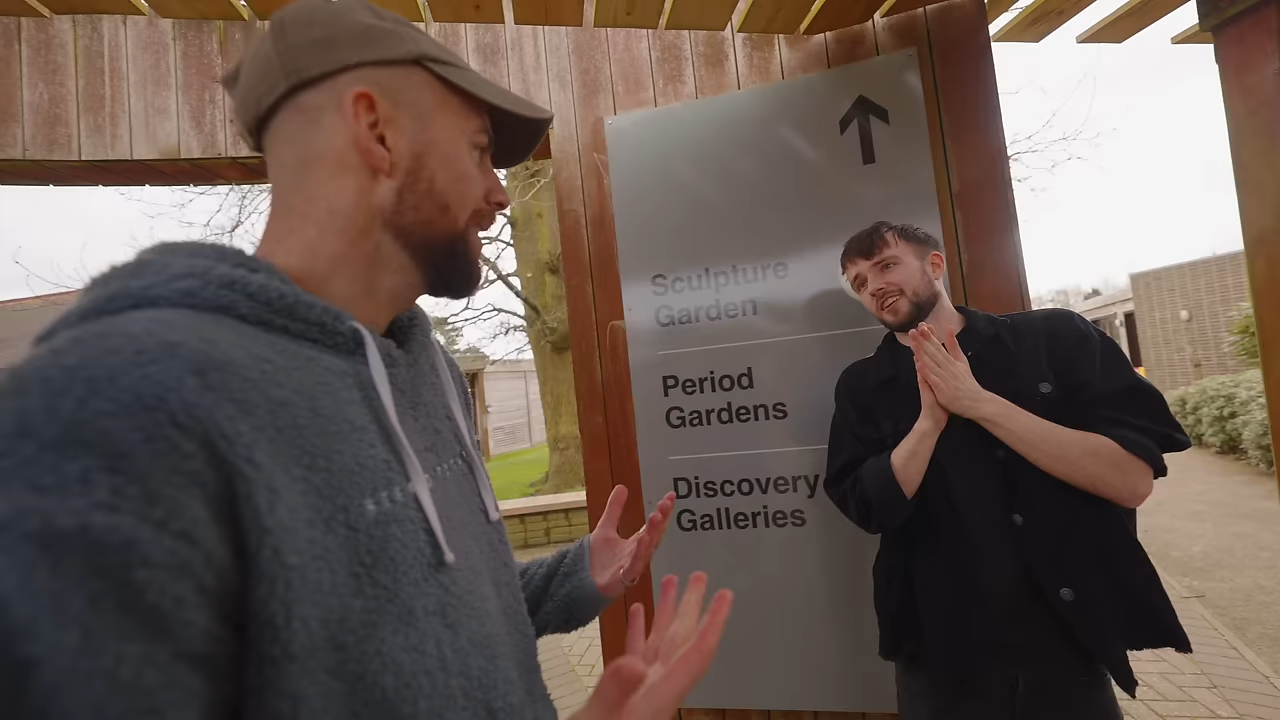 Sculpture
Garden
Period
Gardens
Discovery
Galleries